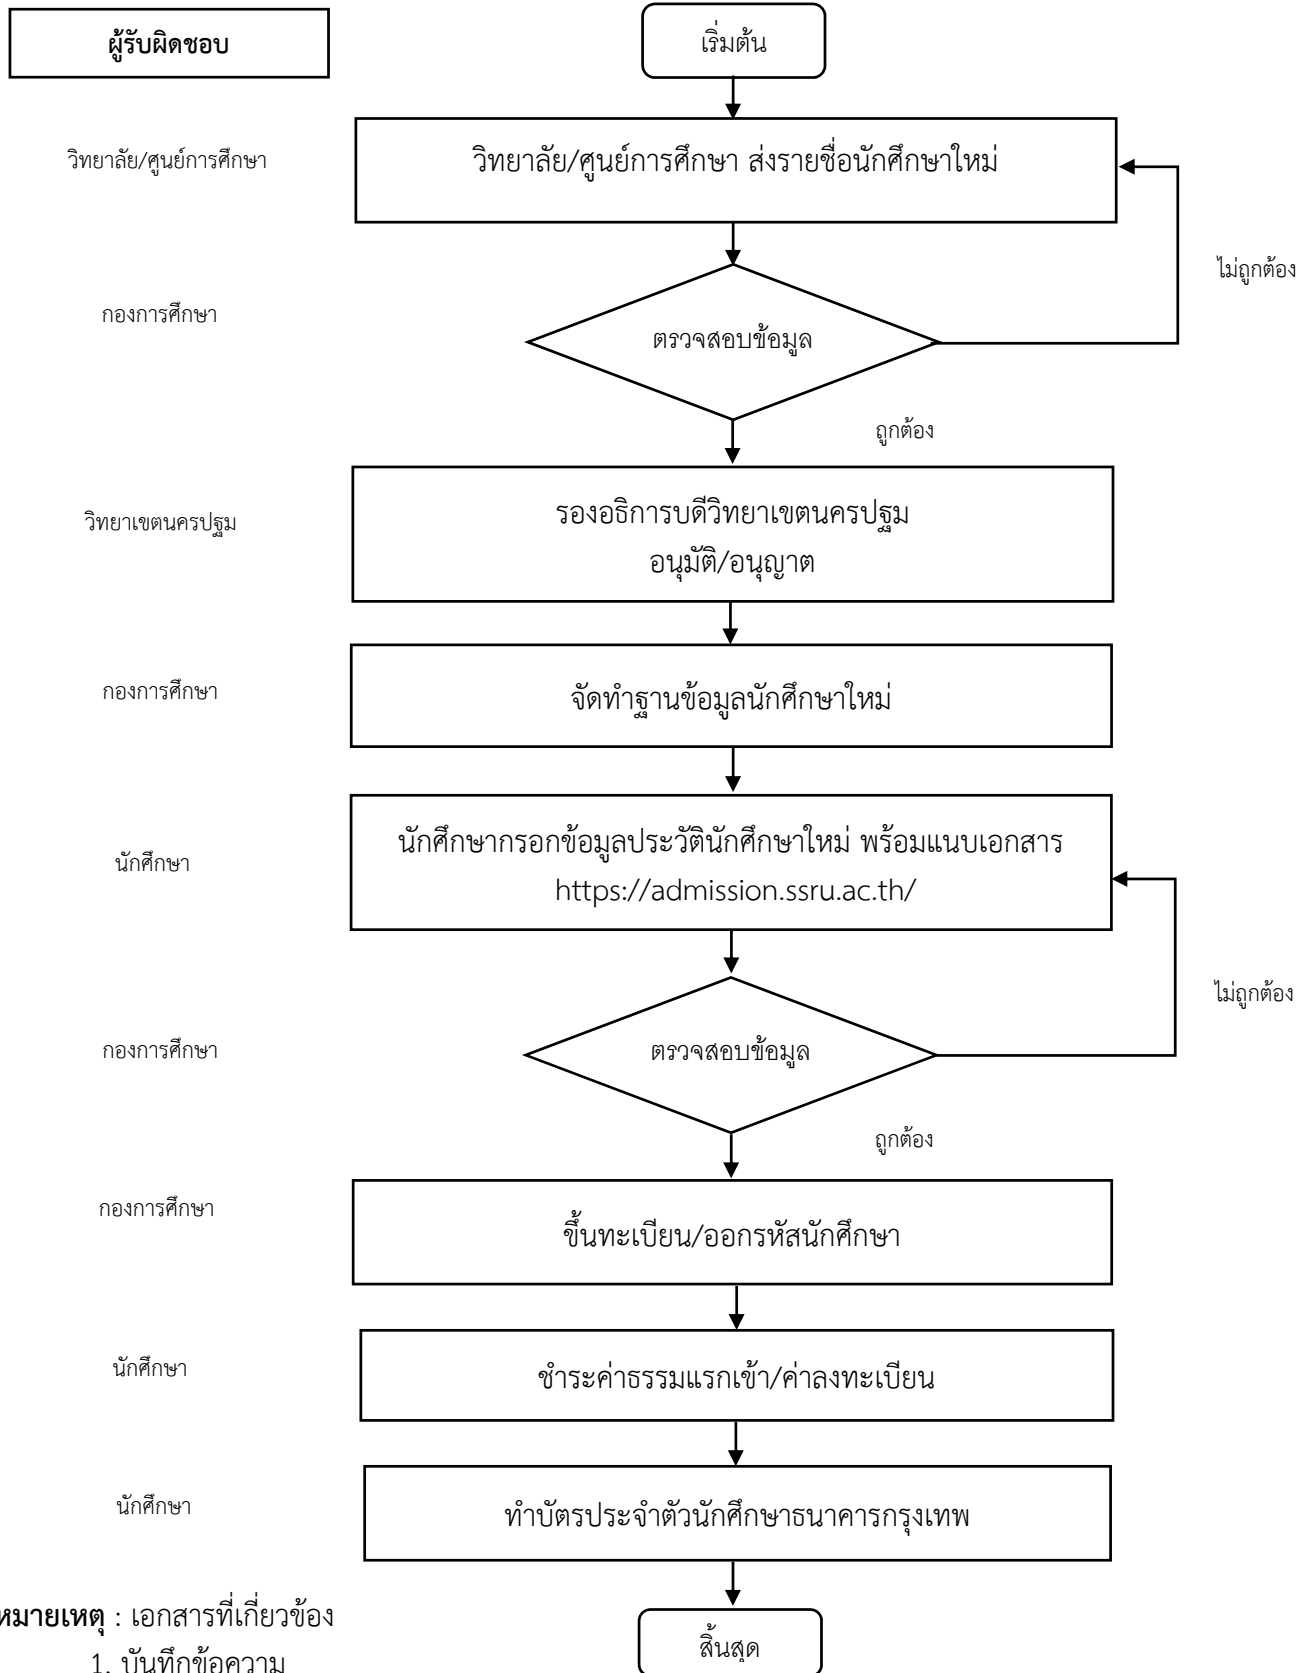 ผู้รับผิดชอบ
เริ่มต้น
วิทยาลัย/ศูนย์การศึกษา
วิทยาลัย/ศูนย์การศึกษา ส่งรายชื่อนักศึกษาใหม่
ไม่ถูกต้อง
กองการศึกษา
ตรวจสอบข้อมูล
ถูกต้อง
วิทยาเขตนครปฐม
รองอธิการบดีวิทยาเขตนครปฐม
อนุมัติ/อนุญาต
กองการศึกษา
จัดทำฐานข้อมูลนักศึกษาใหม่
นักศึกษา
นักศึกษากรอกข้อมูลประวัตินักศึกษาใหม่ พร้อมแนบเอกสาร
https://admission.ssru.ac.th/
ไม่ถูกต้อง
กองการศึกษา
ตรวจสอบข้อมูล
ถูกต้อง
กองการศึกษา
ขึ้นทะเบียน/ออกรหัสนักศึกษา
นักศึกษา
ชำระค่าธรรมแรกเข้า/ค่าลงทะเบียน
นักศึกษา
ทำบัตรประจำตัวนักศึกษาธนาคารกรุงเทพ
หมายเหตุ : เอกสารที่เกี่ยวข้อง
สิ้นสุด
1. บันทึกข้อความ